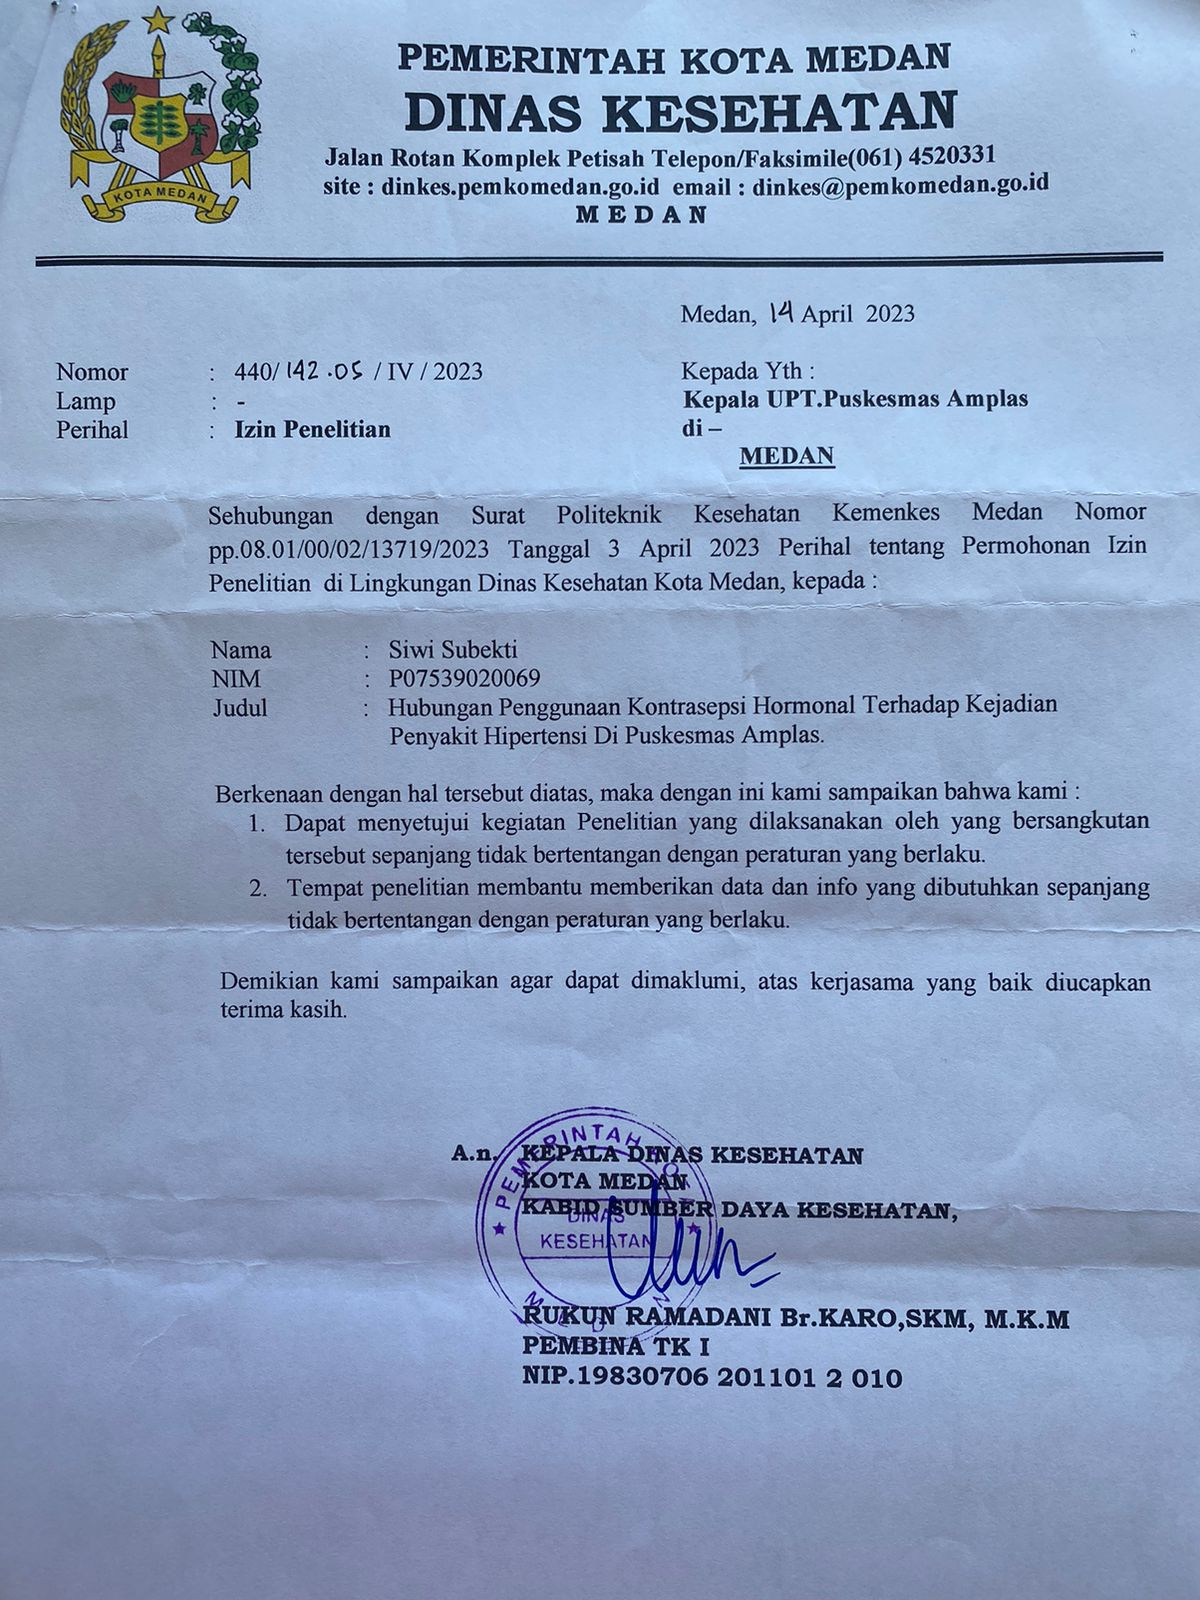 KOTA MEDAN
PEMERINTAH KOTA MEDAN
DINAS KESEHATAN
Jalan Rotan Komplek Petisah Telepon/Faksimile(061) 4520331
site : dinkes.pemkomedan.go.id email : dinkes@pemkomedan.go.id
MEDAN
Medan, 14 April 2023
Nomor : 440/ 142.05 / IV / 2023
Lamp : -
Perihal : Izin Penelitian
Kepada Yth :
Kepala UPT.Puskesmas Amplas
di –
MEDAN
Sehubungan dengan Surat Politeknik Kesehatan Kemenkes Medan Nomor
pp.08.01/00/02/13719/2023 Tanggal 3 April 2023 Perihal tentang Permohonan Izin
Penelitian di Lingkungan Dinas Kesehatan Kota Medan, kepada :
Nama : Siwi Subekti
NIM : P07539020069
Judul : Hubungan Penggunaan Kontrasepsi Hormonal Terhadap Kejadian
Penyakit Hipertensi Di Puskesmas Amplas.
Berkenaan dengan hal tersebut diatas, maka dengan ini kami sampaikan bahwa kami :
1. Dapat menyetujui kegiatan Penelitian yang dilaksanakan oleh yang bersangkutan
tersebut sepanjang tidak bertentangan dengan peraturan yang berlaku.
2. Tempat penelitian membantu memberikan data dan info yang dibutuhkan sepanjang
tidak bertentangan dengan peraturan yang berlaku.
Demikian kami sampaikan agar dapat dimaklumi, atas kerjasama yang baik diucapkan
terima kasih.
A.n. KEPALA DINAS KESEHATAN
KOTA MEDAN
KABID SUMBER DAYA KESEHATAN,
PEMERINTAH KOTA
DINAS
KESEHATAN
MEDAN
RUKUN RAMADANI Br.KARO,SKM, M.K.M
PEMBINA TK I
NIP.19830706 201101 2 010